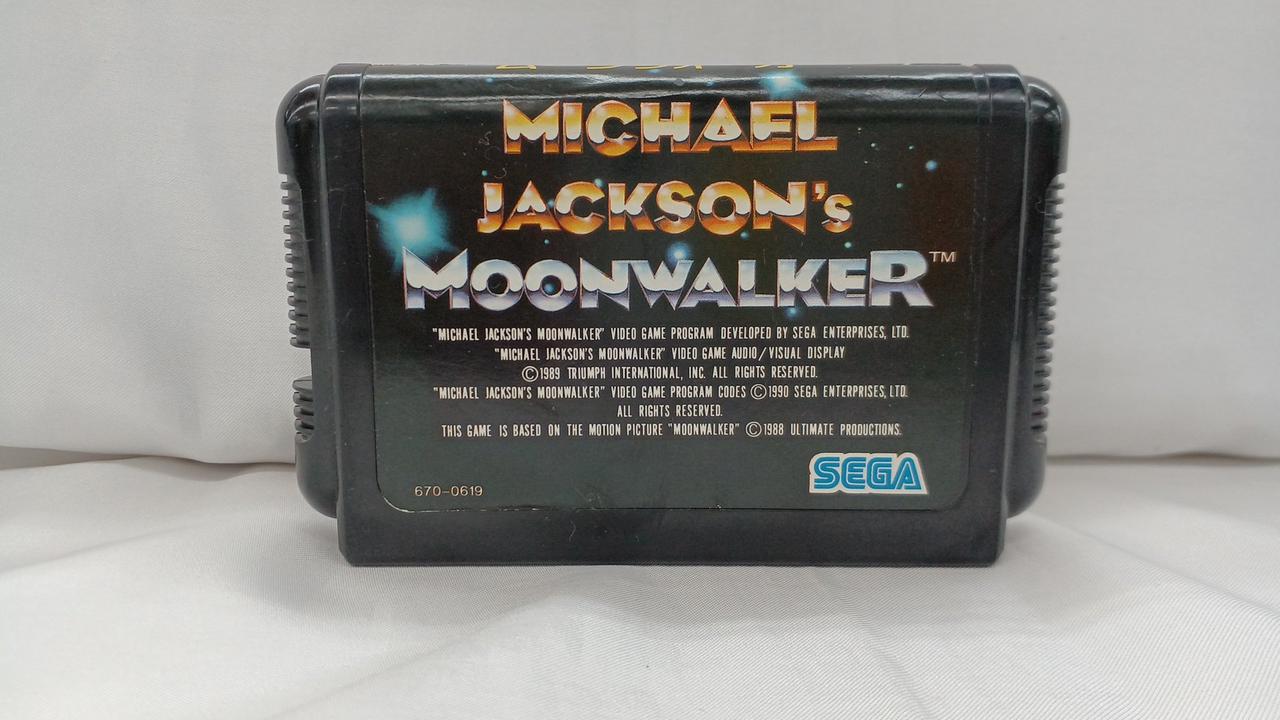 MICHAEL
JACKSON's
MOONWALKER™
"MICHAEL JACKSON'S MOONWALKER" VIDEO GAME PROGRAM DEVELOPED BY SEGA ENTERPRISES, LTD.
"MICHAEL JACKSON'S MOONWALKER" VIDEO GAME AUDIO/VISUAL DISPLAY
©1989 TRIUMPH INTERNATIONAL, INC. ALL RIGHTS RESERVED.
"MICHAEL JACKSON'S MOONWALKER" VIDEO GAME PROGRAM CODES ©1990 SEGA ENTERPRISES, LTD.
ALL RIGHTS RESERVED.
THIS GAME IS BASED ON THE MOTION PICTURE "MOONWALKER" ©1988 ULTIMATE PRODUCTIONS.
SEGA
670-0619